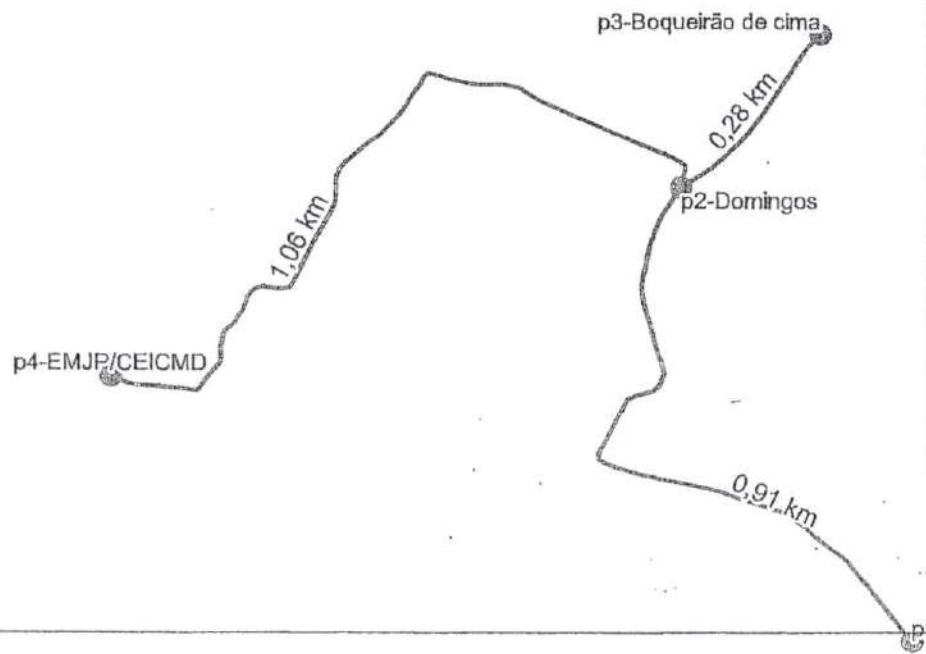 p3-Boqueirão de cima
0,28 km
p2-Domingos
1,06 km
p4-EMJP/CEICMD
0,91 km
p